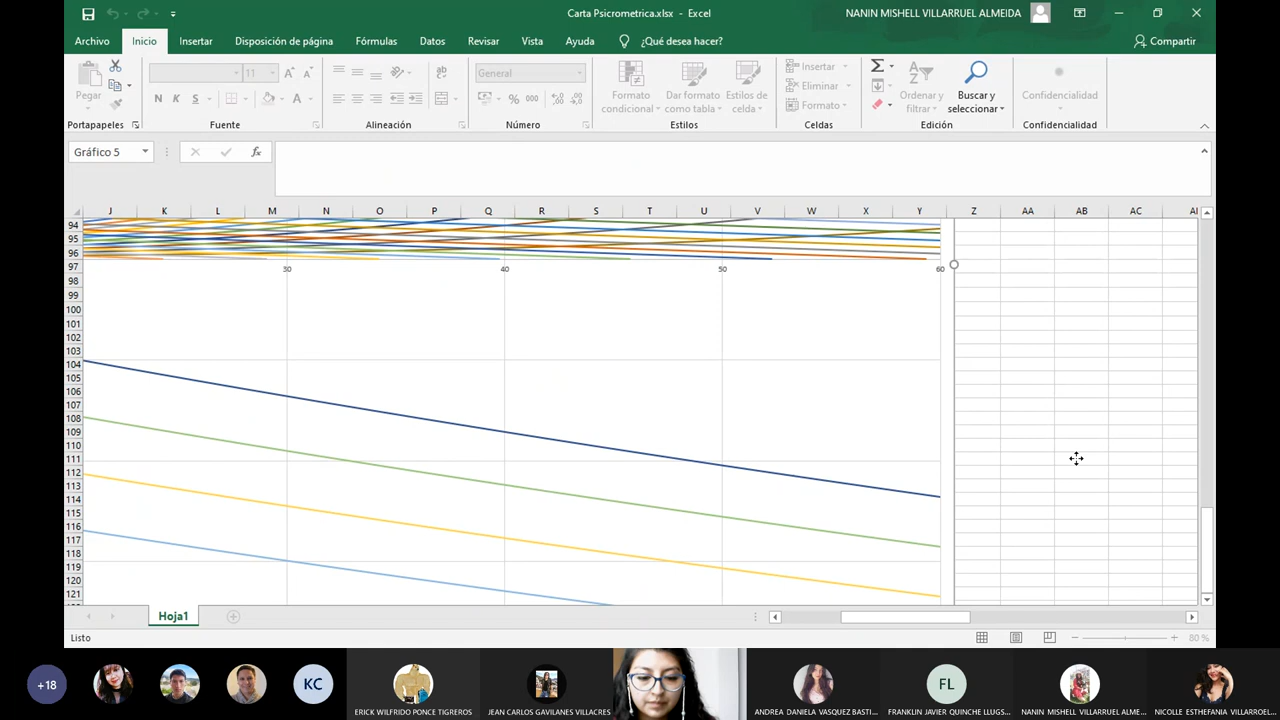 Carta Psicrometrica.xlsx - Excel
NANIN MISHELL VILLARRUEL ALMEIDA
Archivo Inicio Insertar Disposición de página Fórmulas Datos Revisar Vista Ayuda ¿Qué desea hacer? Compartir
Pegar
N K S
11
A A
General
% 000
Formato condicional
Dar formato como tabla
Estilos de celda
Insertar
Eliminar
Formato
Ordenar y filtrar
Buscar y seleccionar
Confidencialidad
Portapapeles Fuente Alineación Número Estilos Celdas Edición Confidencialidad
Gráfico 5 fx
J K L M N O P Q R S T U V W X Y Z AA AB AC
94
95
96
97 30 40 50 60
98
99
100
101
102
103
104
105
106
107
108
109
110
111
112
113
114
115
116
117
118
119
120
121
Hoja1
Listo 80 %
+18 KC FL
ERICK WILFRIDO PONCE TIGREROS
JEAN CARLOS GAVILANES VILLACRES
ANDREA DANIELA VASQUEZ BASTI...
FRANKLIN JAVIER QUINCHE LLUGS...
NANIN MISHELL VILLARRUEL ALME...
NICOLE ESTHEFANIA VILLARROEL...